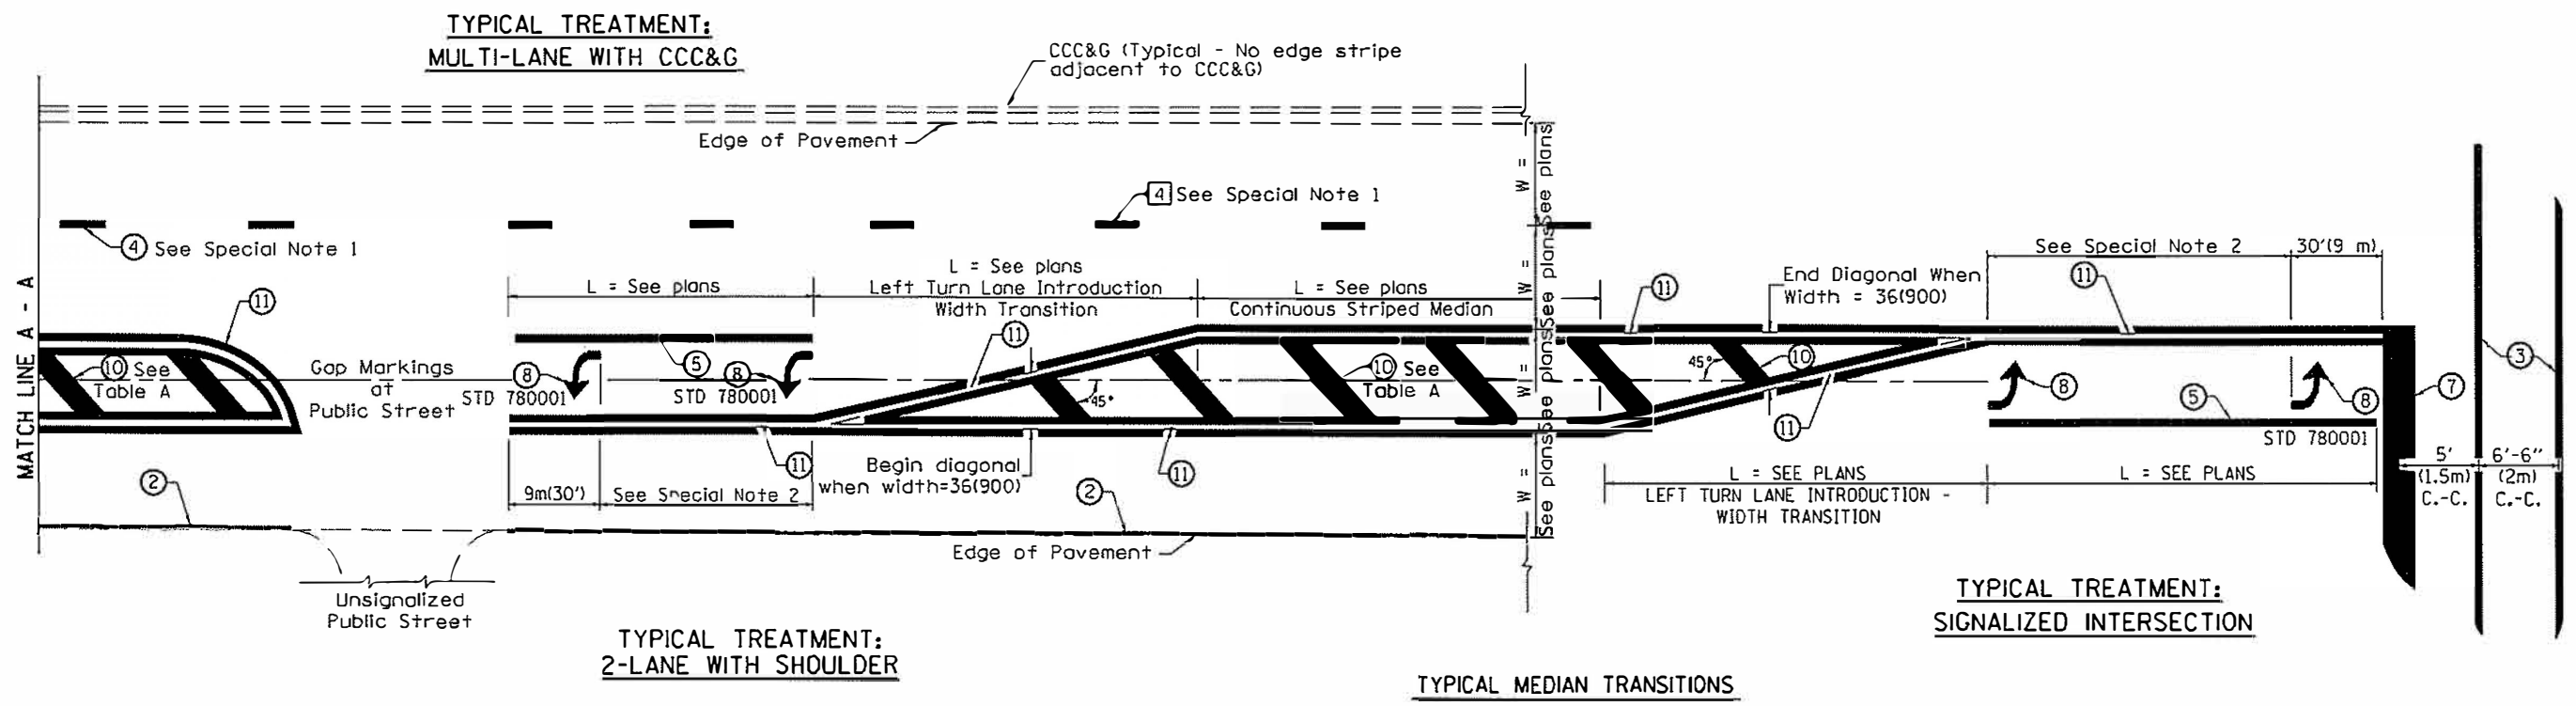 TYPICAL TREATMENT:
MULTI-LANE WITH CCC&G
CCC&G (Typical - No edge stripe
adjacent to CCC&G)
Edge of Pavement
4 See Special Note 1
4 See Special Note 1
MATCH LINE A - A
11
10 See
Table A
Gap Markings
at
Public Street
2
Unsignalized
Public Street
L = See plans
8
STD 780001
5
8
STD 780001
11
9m(30')
See Special Note 2
L = See plans
Left Turn Lane Introduction
Width Transition
11
45°
Begin diagonal
when width=36(900)
11
2
Edge of Pavement
L = See plans
Continuous Striped Median
10 See
Table A
W =
See plans
W =
See plans
W =
See plans
W =
See plans
11
End Diagonal When
Width = 36(900)
45°
10
11
L = SEE PLANS
LEFT TURN LANE INTRODUCTION -
WIDTH TRANSITION
See Special Note 2
30'(9 m)
11
8
8
5
STD 780001
L = SEE PLANS
7
3
5'
(1.5m)
C.-C.
6'-6"
(2m)
C.-C.
TYPICAL TREATMENT:
2-LANE WITH SHOULDER
TYPICAL TREATMENT:
SIGNALIZED INTERSECTION
TYPICAL MEDIAN TRANSITIONS